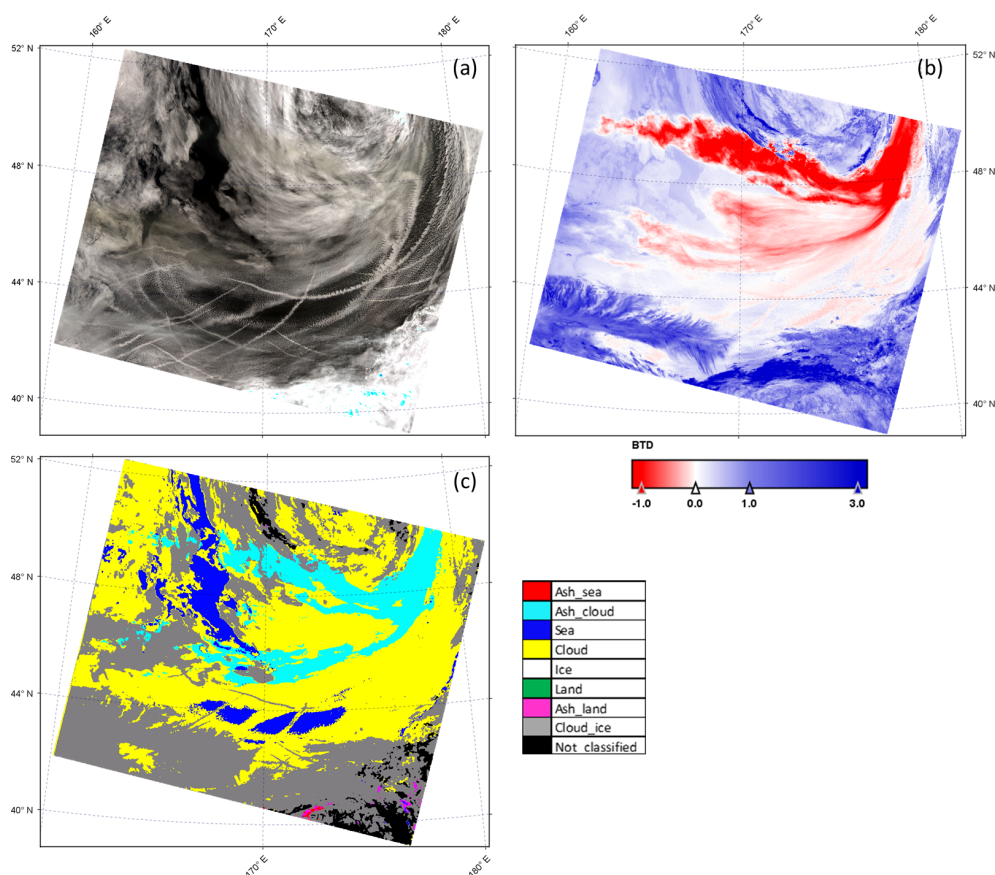 160° E 170° E 180° E 160° E 170° E 180° E
52° N (a) (b) 52° N
48° N 48° N
44° N 44° N
40° N 40° N
BTD
-1.0 0.0 1.0 3.0
52° N (c)
48° N
44° N
40° N
170° E 180° E
Ash_sea
Ash_cloud
Sea
Cloud
Ice
Land
Ash_land
Cloud_ice
Not_classified